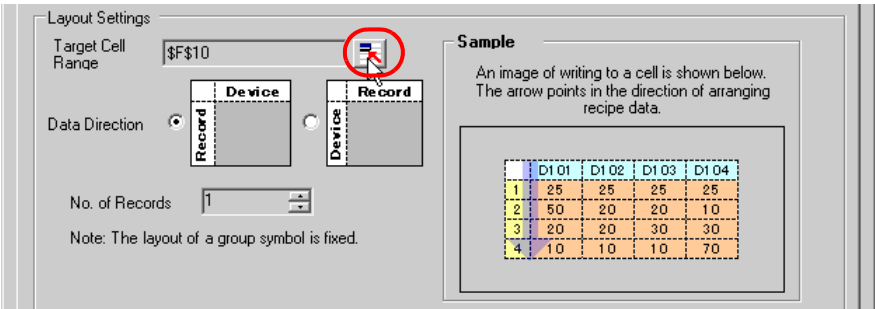 Layout Settings
Target Cell
Range
$F$10
Data Direction
Device
Record
Record
Device
No. of Records
1
Note: The layout of a group symbol is fixed.
Sample
An image of writing to a cell is shown below.
The arrow points in the direction of arranging
recipe data.
D101 D102 D103 D104
1 25 25 25 25
2 50 20 20 10
3 20 20 30 30
4 10 10 10 70